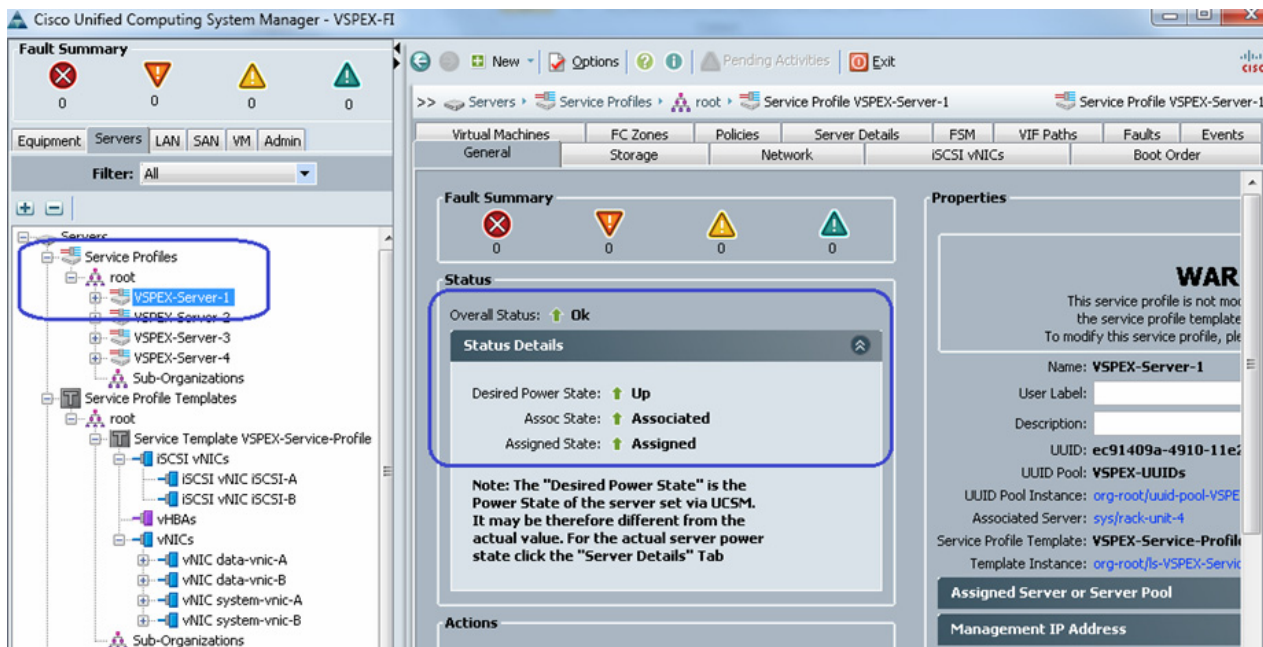 Cisco Unified Computing System Manager - VSPEX-FI
Fault Summary
0 0 0 0
Equipment Servers LAN SAN VM Admin
Filter: All
Servers
Service Profiles
root
VSPEX-Server-1
VSPEX-Server-2
VSPEX-Server-3
VSPEX-Server-4
Sub-Organizations
Service Profile Templates
root
Service Template VSPEX-Service-Profile
iSCSI vNICs
iSCSI vNIC iSCSI-A
iSCSI vNIC iSCSI-B
vHBAs
vNICs
vNIC data-vnic-A
vNIC data-vnic-B
vNIC system-vnic-A
vNIC system-vnic-B
Sub-Organizations
New Options Pending Activities Exit
>> Servers Service Profiles root Service Profile VSPEX-Server-1 Service Profile VSPEX-Server-1
Virtual Machines FC Zones Policies Server Details FSM VIF Paths Faults Events
General Storage Network iSCSI vNICs Boot Order
Fault Summary
0 0 0 0
Status
Overall Status: Ok
Status Details
Desired Power State: Up
Assoc State: Associated
Assigned State: Assigned
Note: The "Desired Power State" is the
Power State of the server set via UCSM.
It may be therefore different from the
actual value. For the actual server power
state click the "Server Details" Tab
Actions
Properties
WAR
This service profile is not mod
the service profile template
To modify this service profile, ple
Name: VSPEX-Server-1
User Label:
Description:
UUID: ec91409a-4910-11e2
UUID Pool: VSPEX-UUIDs
UUID Pool Instance: org-root/uuid-pool-VSPE
Associated Server: sys/rack-unit-4
Service Profile Template: VSPEX-Service-Profile
Template Instance: org-root/ls-VSPEX-Servic
Assigned Server or Server Pool
Management IP Address